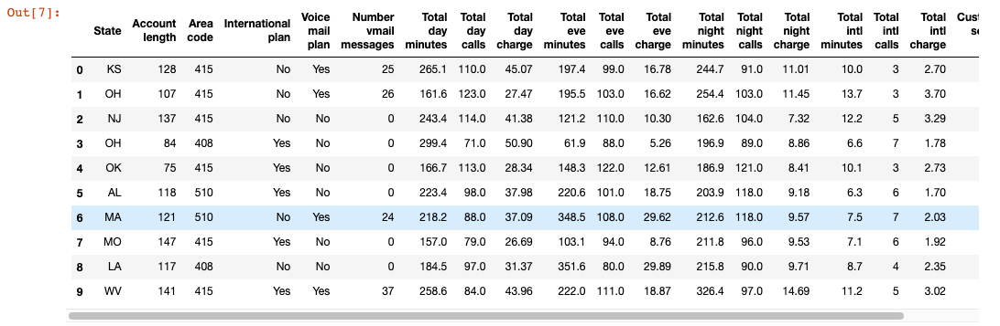 Out[7]:
State Account length Area code International plan Voice mail plan Number vmail messages Total day minutes Total day calls Total day charge Total eve minutes Total eve calls Total eve charge Total night minutes Total night calls Total night charge Total intl minutes Total intl calls Total intl charge
0 KS 128 415 No Yes 25 265.1 110.0 45.07 197.4 99.0 16.78 244.7 91.0 11.01 10.0 3 2.70
1 OH 107 415 No Yes 26 161.6 123.0 27.47 195.5 103.0 16.62 254.4 103.0 11.45 13.7 3 3.70
2 NJ 137 415 No No 0 243.4 114.0 41.38 121.2 110.0 10.30 162.6 104.0 7.32 12.2 5 3.29
3 OH 84 408 Yes No 0 299.4 71.0 50.90 61.9 88.0 5.26 196.9 89.0 8.86 6.6 7 1.78
4 OK 75 415 Yes No 0 166.7 113.0 28.34 148.3 122.0 12.61 186.9 121.0 8.41 10.1 3 2.73
5 AL 118 510 Yes No 0 223.4 98.0 37.98 220.6 101.0 18.75 203.9 118.0 9.18 6.3 6 1.70
6 MA 121 510 No Yes 24 218.2 88.0 37.09 348.5 108.0 29.62 212.6 118.0 9.57 7.5 7 2.03
7 MO 147 415 Yes No 0 157.0 79.0 26.69 103.1 94.0 8.76 211.8 96.0 9.53 7.1 6 1.92
8 LA 117 408 No No 0 184.5 97.0 31.37 351.6 80.0 29.89 215.8 90.0 9.71 8.7 4 2.35
9 WV 141 415 Yes Yes 37 258.6 84.0 43.96 222.0 111.0 18.87 326.4 97.0 14.69 11.2 5 3.02